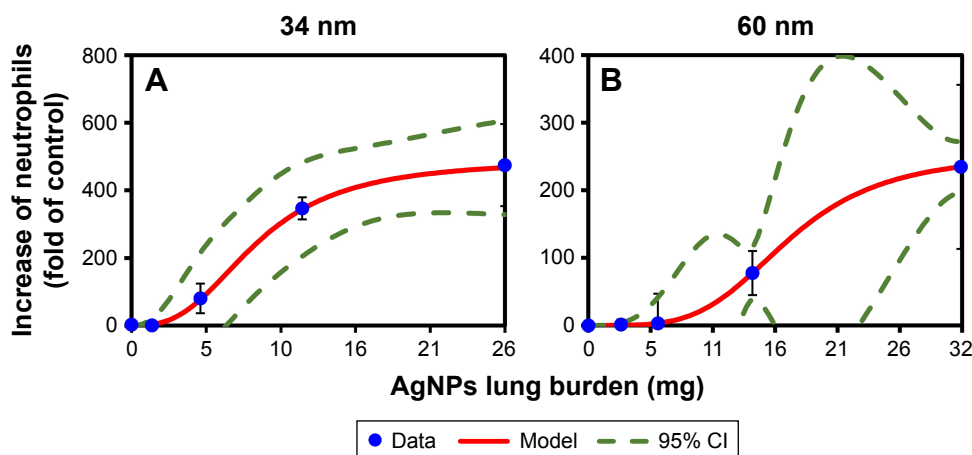 34 nm
60 nm
Increase of neutrophils
(fold of control)
A
800
600
400
200
0
0 5 11 16 21 26
B
400
300
200
100
0
0 5 11 16 21 26 32
AgNPs lung burden (mg)
Data Model 95% CI